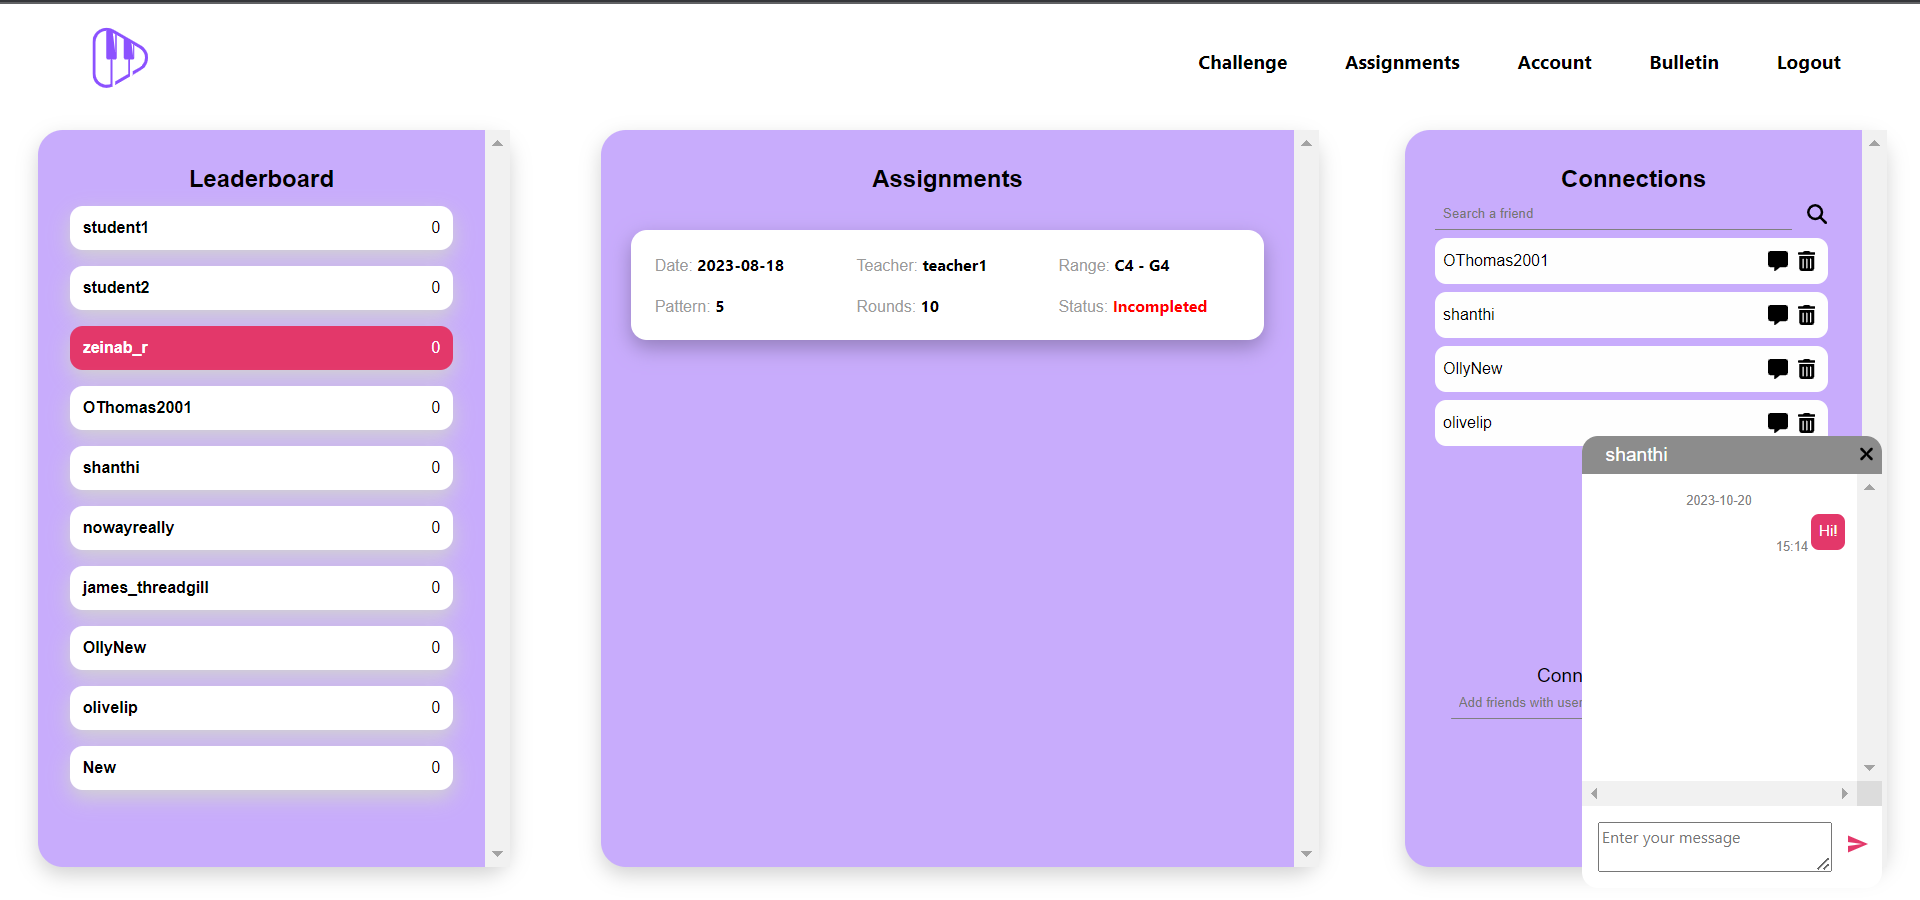 Challenge Assignments Account Bulletin Logout
Leaderboard
student1 0
student2 0
zeinab_r 0
OThomas2001 0
shanthi 0
nowayreally 0
james_threadgill 0
OllyNew 0
olivelip 0
New 0
Assignments
Date: 2023-08-18 Teacher: teacher1 Range: C4 - G4
Pattern: 5 Rounds: 10 Status: Incompleted
Connections
Search a friend
OThomas2001
shanthi
OllyNew
olivelip
Conn
Add friends with user
shanthi
2023-10-20
Hi!
15:14
Enter your message